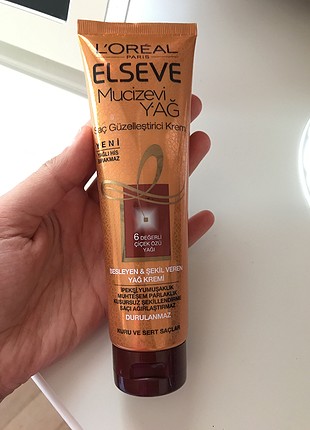 L'ORÉAL
PARIS
ELSEVE
Mucizevi
YAĞ
Saç Güzelleştirici Krem
YENİ
YAĞLI HİS
BIRAKMAZ
6 DEĞERLİ
ÇİÇEK ÖZÜ
YAĞI
BESLEYEN & ŞEKİL VEREN
YAĞ KREMİ
İPEKSİ YUMUŞAKLIK
MUHTEŞEM PARLAKLIK
KUSURSUZ ŞEKİLLENDİRME
SAÇI AĞIRLAŞTIRMAZ
DURULANMAZ
KURU VE SERT SAÇLAR